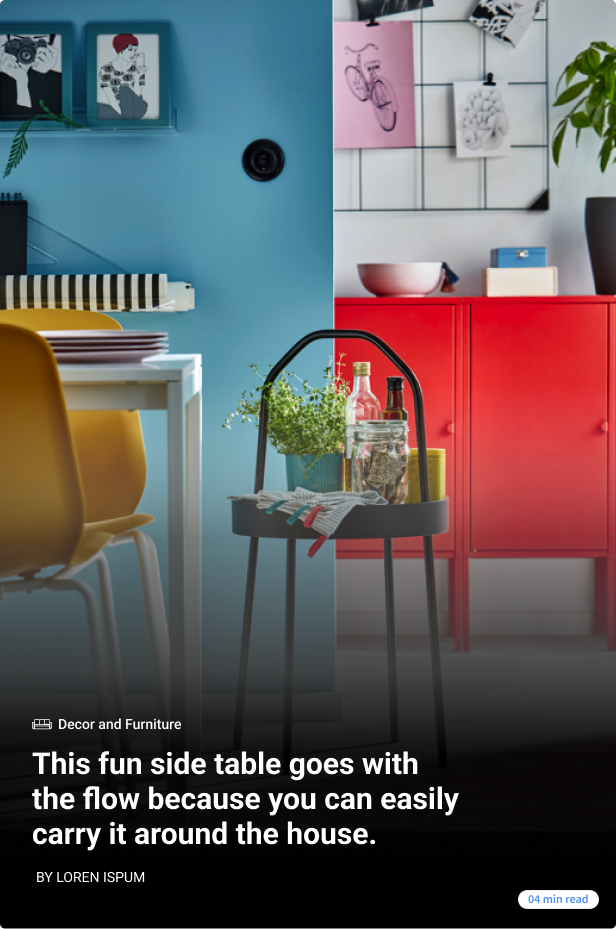 Decor and Furniture
This fun side table goes with
the flow because you can easily
carry it around the house.
BY LOREN ISPUM
04 min read